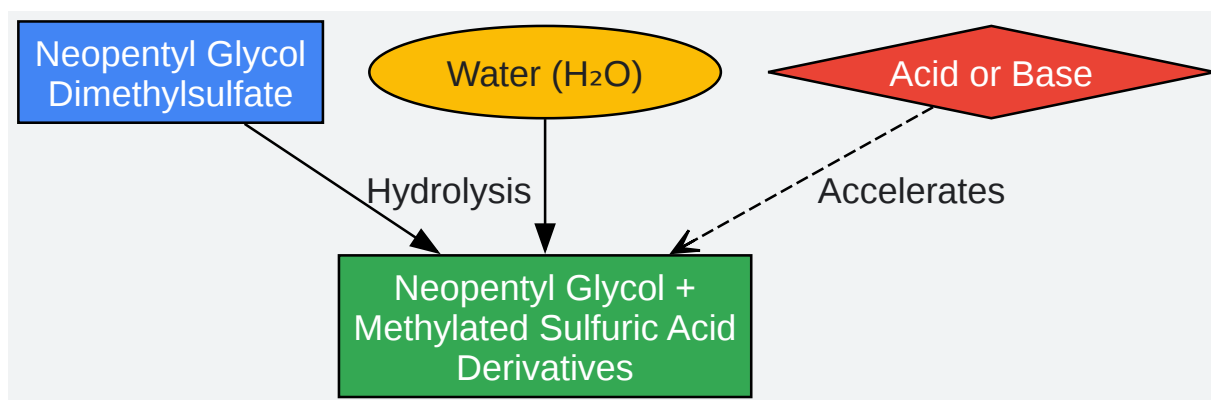 Neopentyl Glycol
Dimethylsulfate
Water (H₂O)
Acid or Base
Hydrolysis
Accelerates
Neopentyl Glycol +
Methylated Sulfuric Acid
Derivatives